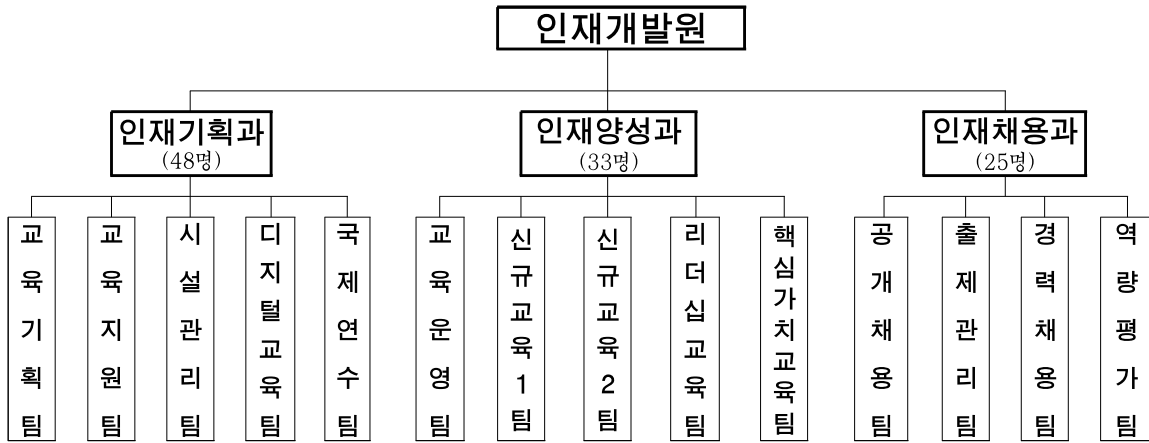 인재개발원
인재기획과
(48명)
인재양성과
(33명)
인재채용과
(25명)
교육기획팀
교육지원팀
시설관리팀
디지털교육팀
국제연수팀
교육운영팀
신규교육1팀
신규교육2팀
리더십교육팀
핵심가치교육팀
공개채용팀
출제관리팀
경력채용팀
역량평가팀